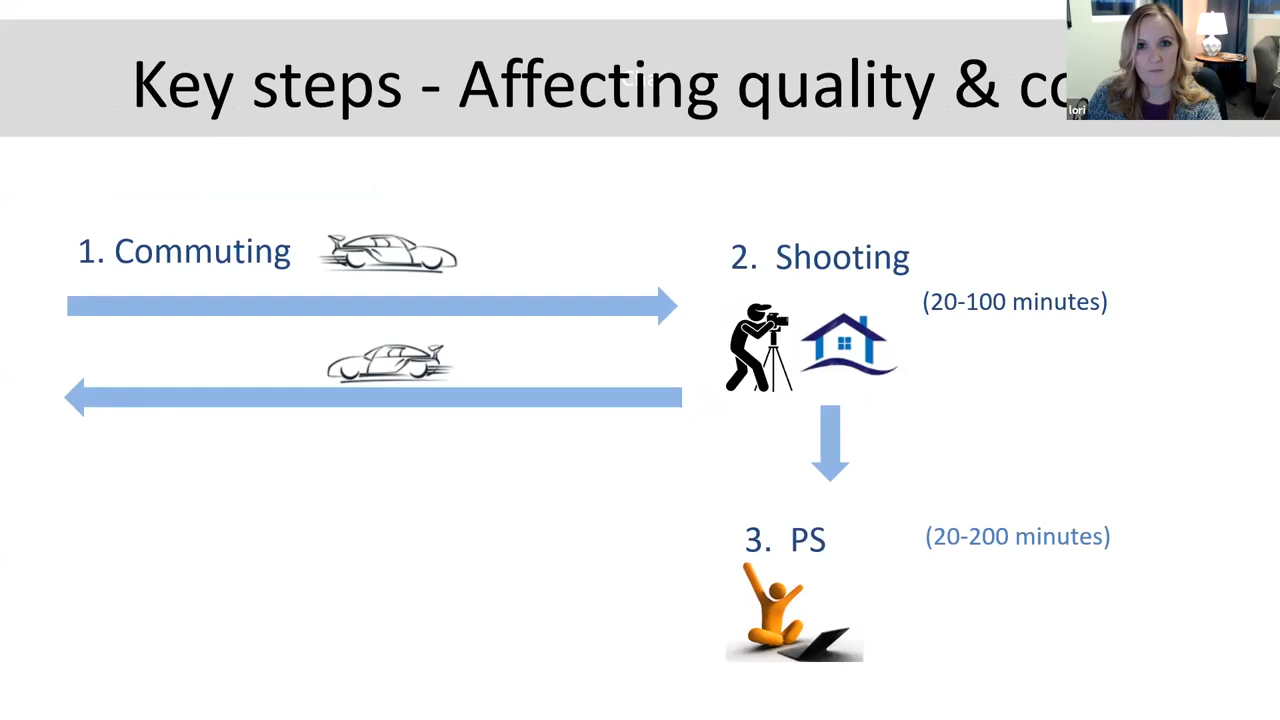 Key steps - Affecting quality & co
lori
1. Commuting
2. Shooting
(20-100 minutes)
3. PS
(20-200 minutes)